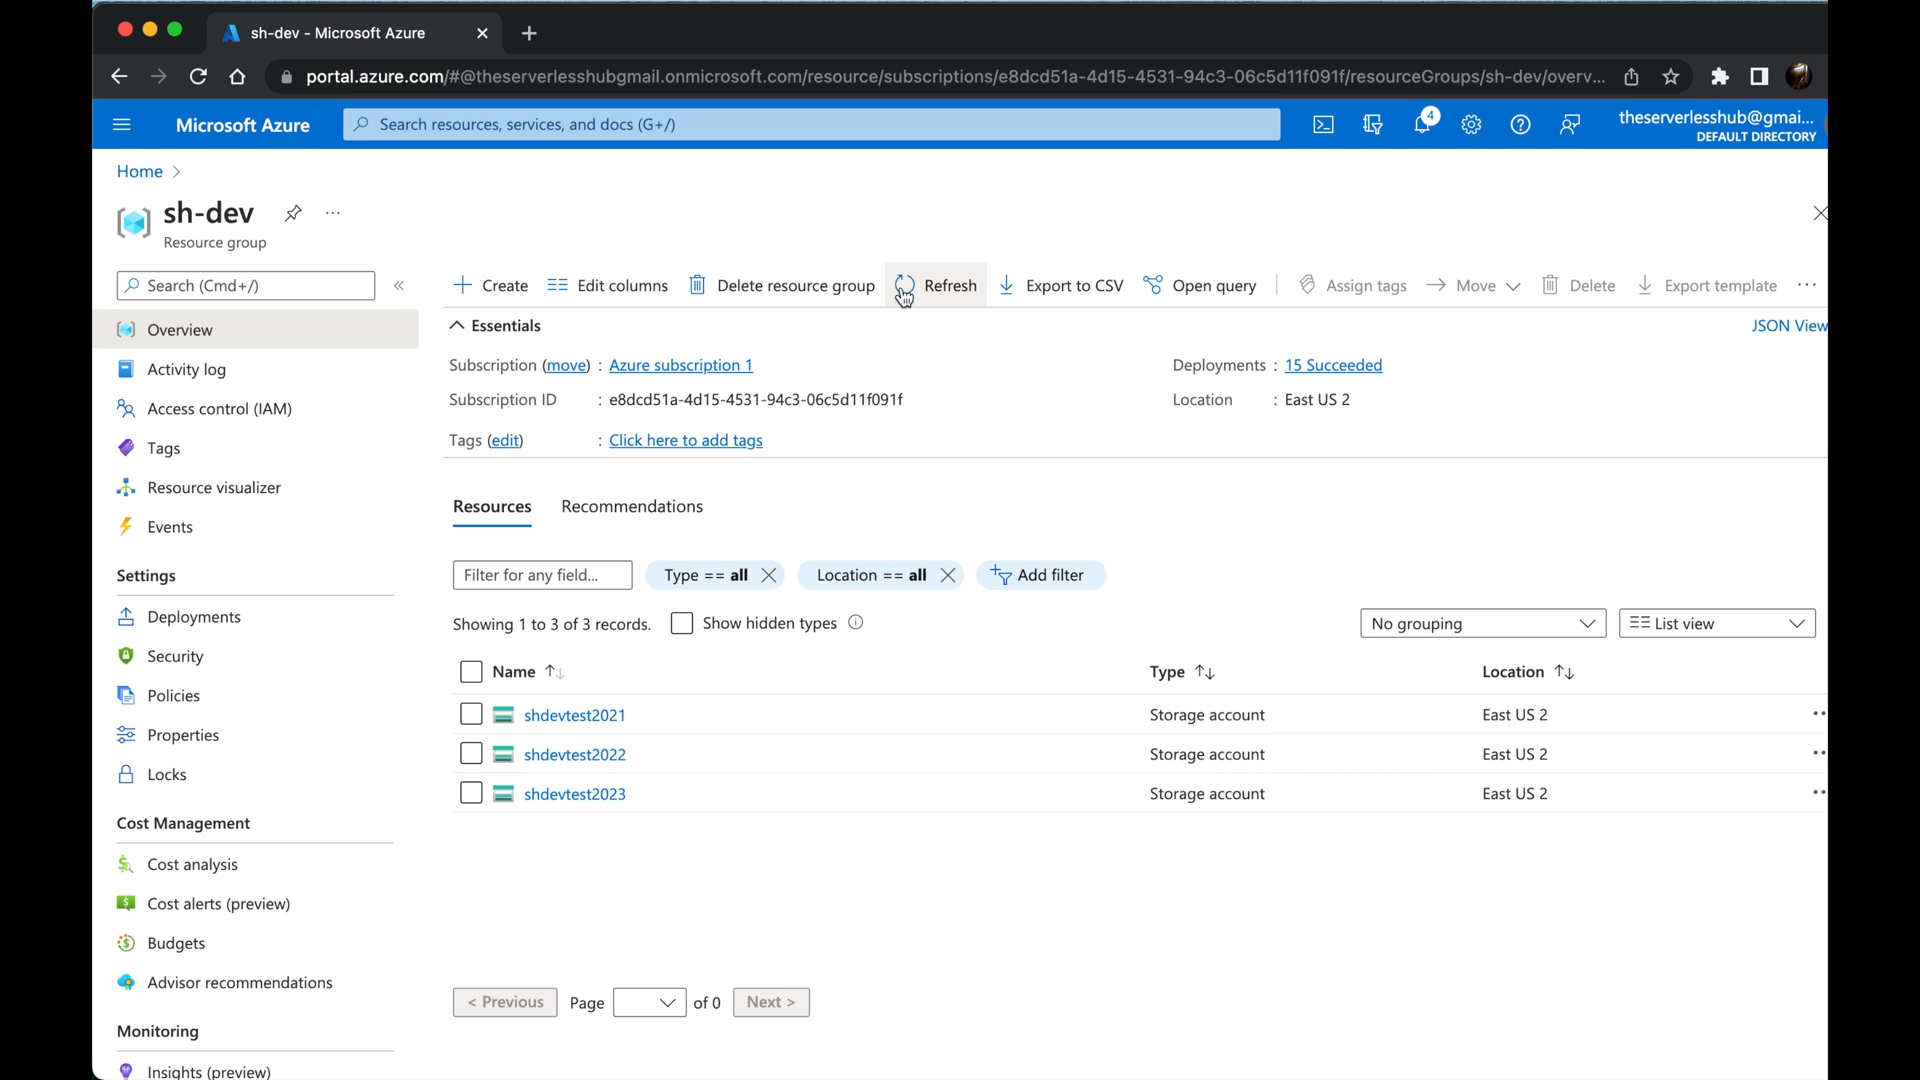 sh-dev - Microsoft Azure
portal.azure.com/#@theserverlesshubgmail.onmicrosoft.com/resource/subscriptions/e8dcd51a-4d15-4531-94c3-06c5d11f091f/resourceGroups/sh-dev/overv...
Microsoft Azure
Search resources, services, and docs (G+/)
4
theserverlesshub@gmai...
DEFAULT DIRECTORY
Home
sh-dev
...
Resource group
Search (Cmd+/)
«
Create
Edit columns
Delete resource group
Refresh
Export to CSV
Open query
Assign tags
Move
Delete
Export template
...
Overview
Activity log
Access control (IAM)
Tags
Resource visualizer
Events
Settings
Deployments
Security
Policies
Properties
Locks
Cost Management
Cost analysis
Cost alerts (preview)
Budgets
Advisor recommendations
Monitoring
Insights (preview)
Essentials
JSON View
Subscription (move) : Azure subscription 1
Deployments : 15 Succeeded
Subscription ID : e8dcd51a-4d15-4531-94c3-06c5d11f091f
Location : East US 2
Tags (edit) : Click here to add tags
Resources Recommendations
Filter for any field... Type == all Location == all Add filter
Showing 1 to 3 of 3 records. Show hidden types No grouping List view
Name Type Location
shdevtest2021 Storage account East US 2
shdevtest2022 Storage account East US 2
shdevtest2023 Storage account East US 2
< Previous Page of 0 Next >